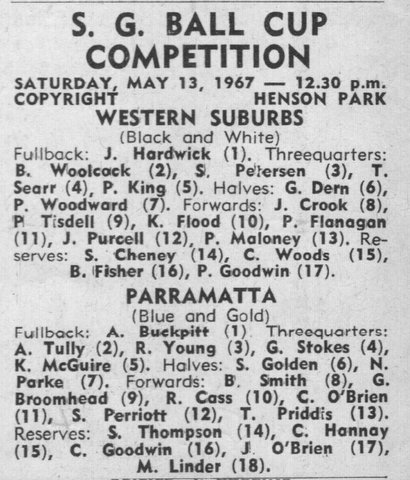 S. G. BALL CUP
COMPETITION
SATURDAY, MAY 13, 1967 — 12.30 p.m.
COPYRIGHT HENSON PARK
WESTERN SUBURBS
(Black and White)
Fullback: J. Hardwick (1). Threequarters:
B. Woolcock (2), S. Petersen (3), T.
Searr (4), P. King (5). Halves: G. Dern (6),
P. Woodward (7). Forwards: J. Crook (8),
P Tisdell (9), K. Flood (10), P. Flanagan
(11), J. Purcell (12), P. Maloney (13). Re-
serves: S. Cheney (14), C. Woods (15),
B. Fisher (16), P. Goodwin (17).
PARRAMATTA
(Blue and Gold)
Fullback: A. Buckpitt (1) Threequarters:
A. Tully (2), R. Young (3), G. Stokes (4),
K. McGuire (5). Halves: S. Golden (6), N.
Parke (7). Forwards: B. Smith (8), G.
Broomhead (9), R. Cass (10), C. O'Brien
(11), S. Perriott (12), T. Priddis (13).
Reserves: S. Thompson (14), C. Hannay
(15), C. Goodwin (16), J. O'Brien (17),
M. Linder (18).